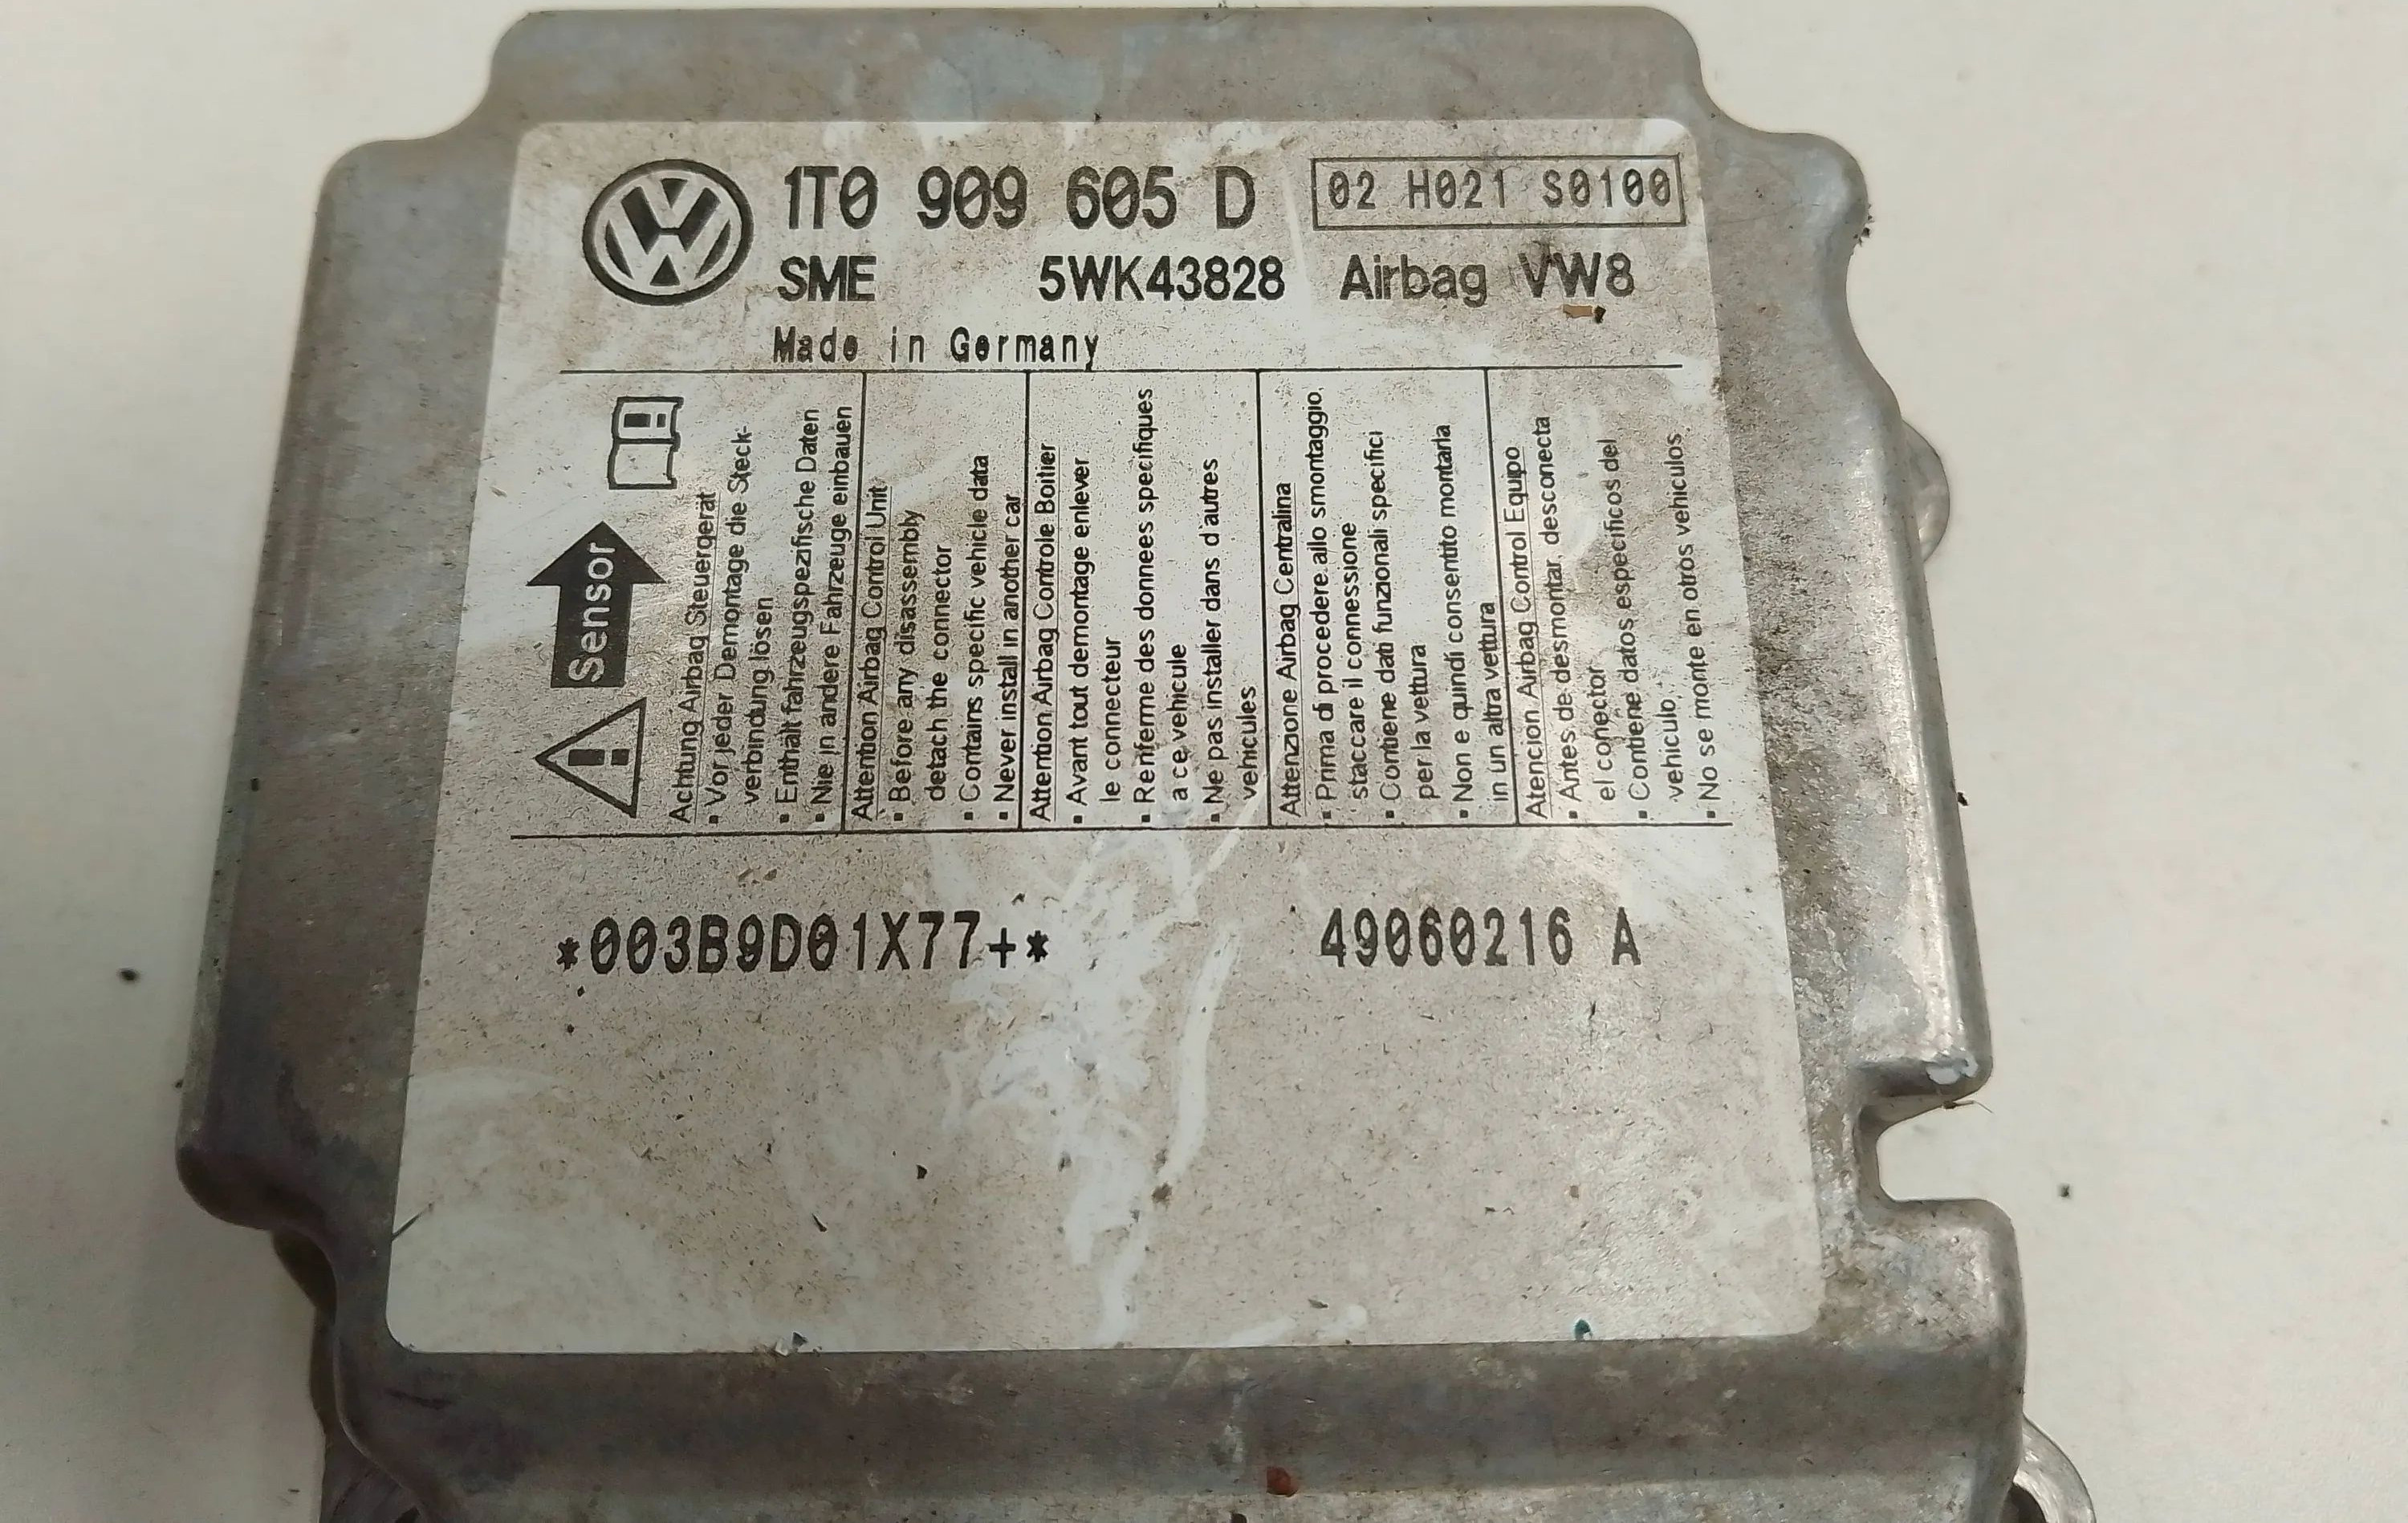 1T0 909 605 D 02 H021 S0100
SME 5WK43828 Airbag VW8
Made in Germany
Sensor
Achtung Airbag Steuergerät
• Vor jeder Demontage die Steck-
verbindung lösen
• Enthält fahrzeugspezifische Daten
• Nie in andere Fahrzeuge einbauen
Attention Airbag Control Unit
• Before any disassembly
detach the connector
• Contains specific vehicle data
• Never install in another car
Attention Airbag Controle Boitier
• Avant tout demontage enlever
le connecteur
• Renferme des donnees specifiques
a ce vehicule
• Ne pas installer dans d'autres
vehicules
Attenzione Airbag Centralina
• Prima di procedere allo smontaggio,
staccare il connessione
• Contiene dati funzionali specifici
per la vettura
• Non e quindi consentito montarla
in un altra vettura
Atencion Airbag Control Equipo
• Antes de desmontar, desconecta
el conector
• Contiene datos especificos del
vehiculo,
• No se monte en otros vehiculos
*003B9D01X77+* 49060216 A